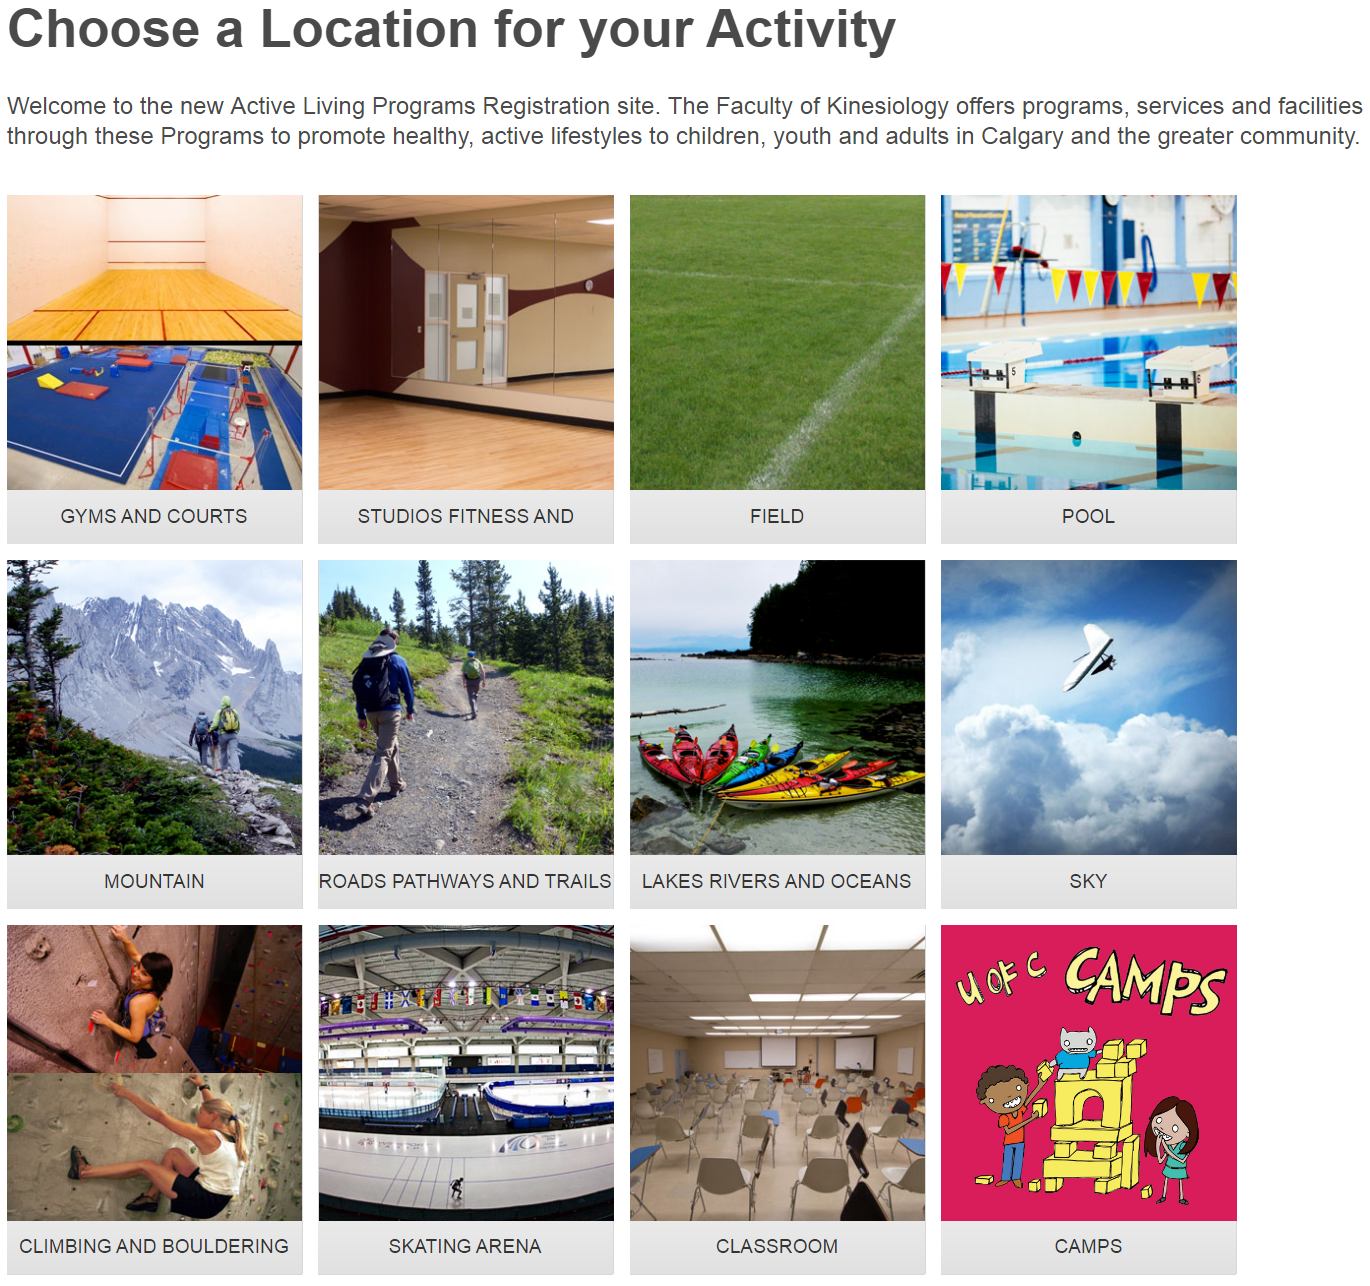 Choose a Location for your Activity
Welcome to the new Active Living Programs Registration site. The Faculty of Kinesiology offers programs, services and facilities
through these Programs to promote healthy, active lifestyles to children, youth and adults in Calgary and the greater community.
5
6
GYMS AND COURTS
STUDIOS FITNESS AND
FIELD
POOL
MOUNTAIN
ROADS PATHWAYS AND TRAILS
LAKES RIVERS AND OCEANS
SKY
U OF C CAMPS
CLIMBING AND BOULDERING
SKATING ARENA
CLASSROOM
CAMPS